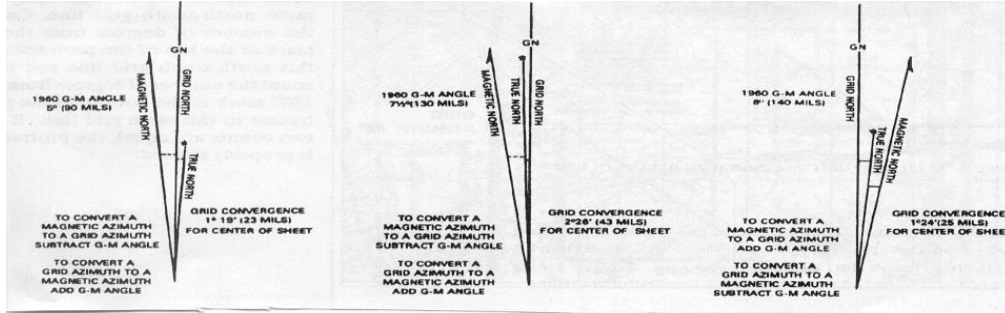 GN
MAGNETIC NORTH
GRID NORTH
TRUE NORTH
1960 G-M ANGLE
5° (90 MILS)
GRID CONVERGENCE
1° 19' (23 MILS)
FOR CENTER OF SHEET
TO CONVERT A
MAGNETIC AZIMUTH
TO A GRID AZIMUTH
SUBTRACT G-M ANGLE
TO CONVERT A
GRID AZIMUTH TO A
MAGNETIC AZIMUTH
ADD G-M ANGLE
GN
MAGNETIC NORTH
TRUE NORTH
GRID NORTH
1960 G-M ANGLE
7½°(130 MILS)
GRID CONVERGENCE
2°26' (43 MILS)
FOR CENTER OF SHEET
TO CONVERT A
MAGNETIC AZIMUTH
TO A GRID AZIMUTH
SUBTRACT G-M ANGLE
TO CONVERT A
GRID AZIMUTH TO A
MAGNETIC AZIMUTH
ADD G-M ANGLE
GN
GRID NORTH
TRUE NORTH
MAGNETIC NORTH
1960 G-M ANGLE
8° (140 MILS)
GRID CONVERGENCE
1°24'(25 MILS)
FOR CENTER OF SHEET
TO CONVERT A
MAGNETIC AZIMUTH
TO A GRID AZIMUTH
ADD G-M ANGLE
TO CONVERT A
GRID AZIMUTH TO A
MAGNETIC AZIMUTH
SUBTRACT G-M ANGLE